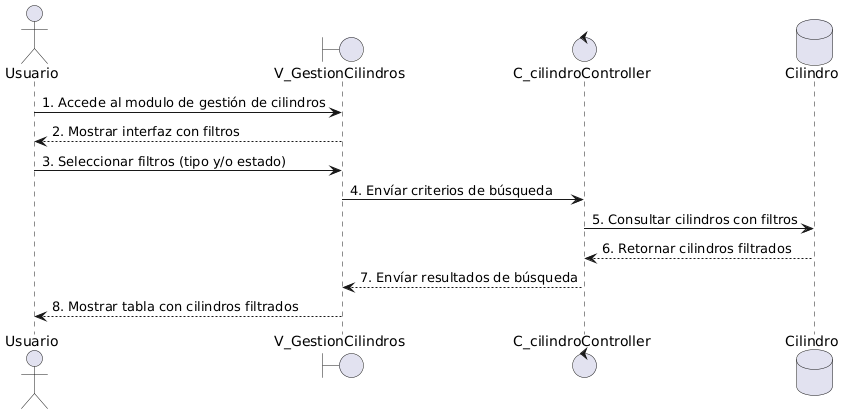 Usuario
V_GestionCilindros
C_cilindroController
Cilindro
1. Accede al modulo de gestión de cilindros
2. Mostrar interfaz con filtros
3. Seleccionar filtros (tipo y/o estado)
4. Envíar criterios de búsqueda
5. Consultar cilindros con filtros
6. Retornar cilindros filtrados
7. Envíar resultados de búsqueda
8. Mostrar tabla con cilindros filtrados
Usuario
V_GestionCilindros
C_cilindroController
Cilindro